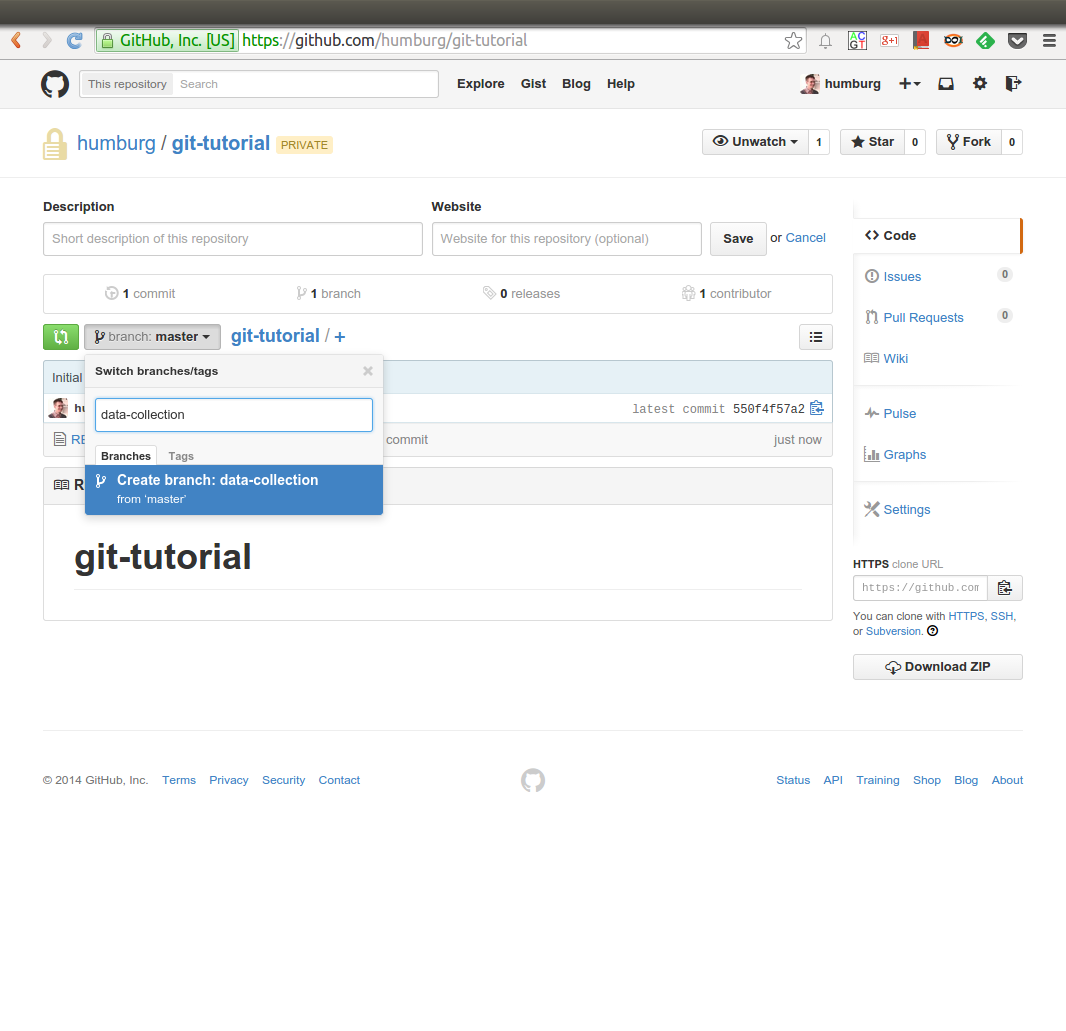 GitHub, Inc. [US] https://github.com/humburg/git-tutorial
AC GT g+1
This repository Search Explore Gist Blog Help humburg
humburg / git-tutorial PRIVATE Unwatch 1 Star 0 Fork 0
Description Website
Short description of this repository Website for this repository (optional) Save or Cancel
1 commit 1 branch 0 releases 1 contributor
branch: master git-tutorial / +
Switch branches/tags
Initial
data-collection
hu latest commit 550f4f57a2
RE commit just now
Branches Tags
Create branch: data-collection
from 'master'
R
git-tutorial
Code
Issues 0
Pull Requests 0
Wiki
Pulse
Graphs
Settings
HTTPS clone URL
https://github.com
You can clone with HTTPS, SSH,
or Subversion.
Download ZIP
© 2014 GitHub, Inc. Terms Privacy Security Contact Status API Training Shop Blog About